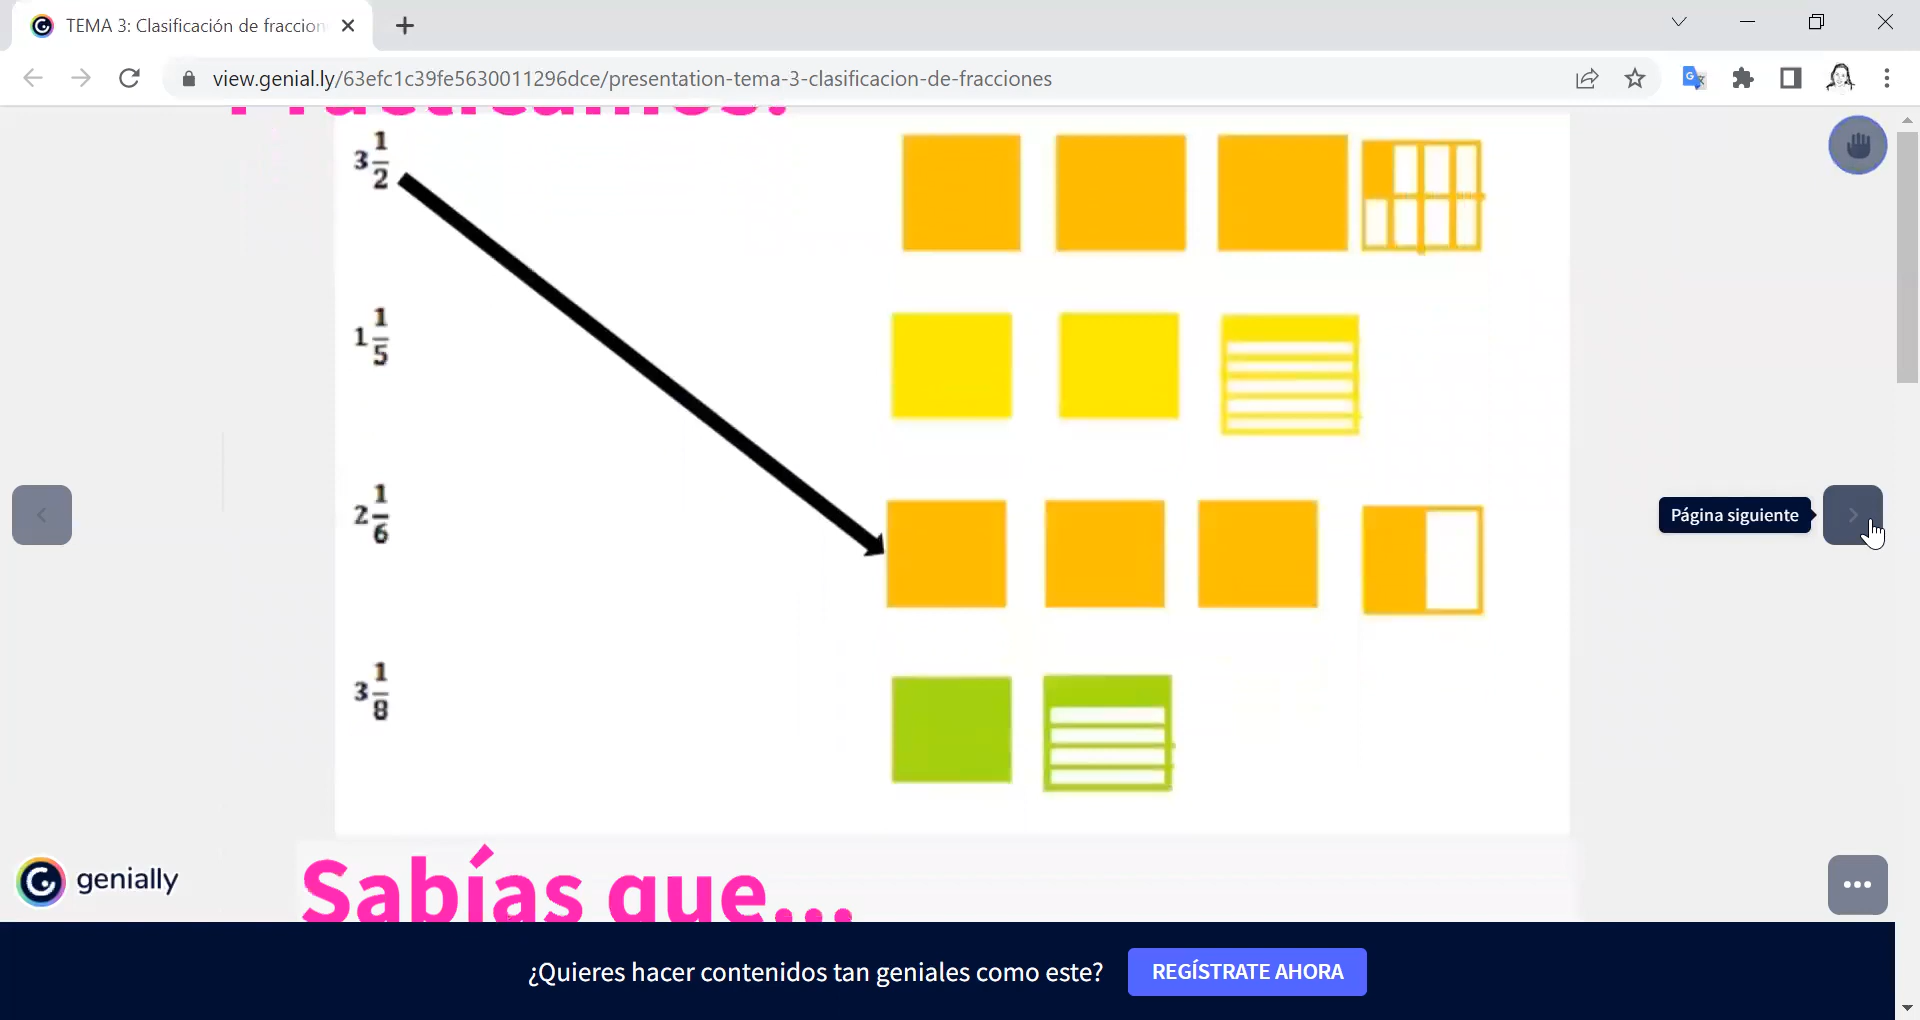 TEMA 3: Clasificación de fraccion
view.genial.ly/63efc1c39fe5630011296dce/presentation-tema-3-clasificacion-de-fracciones
3 1/2
1 1/5
2 1/6
3 1/8
Página siguiente
genially
Sabías que...
¿Quieres hacer contenidos tan geniales como este? REGÍSTRATE AHORA